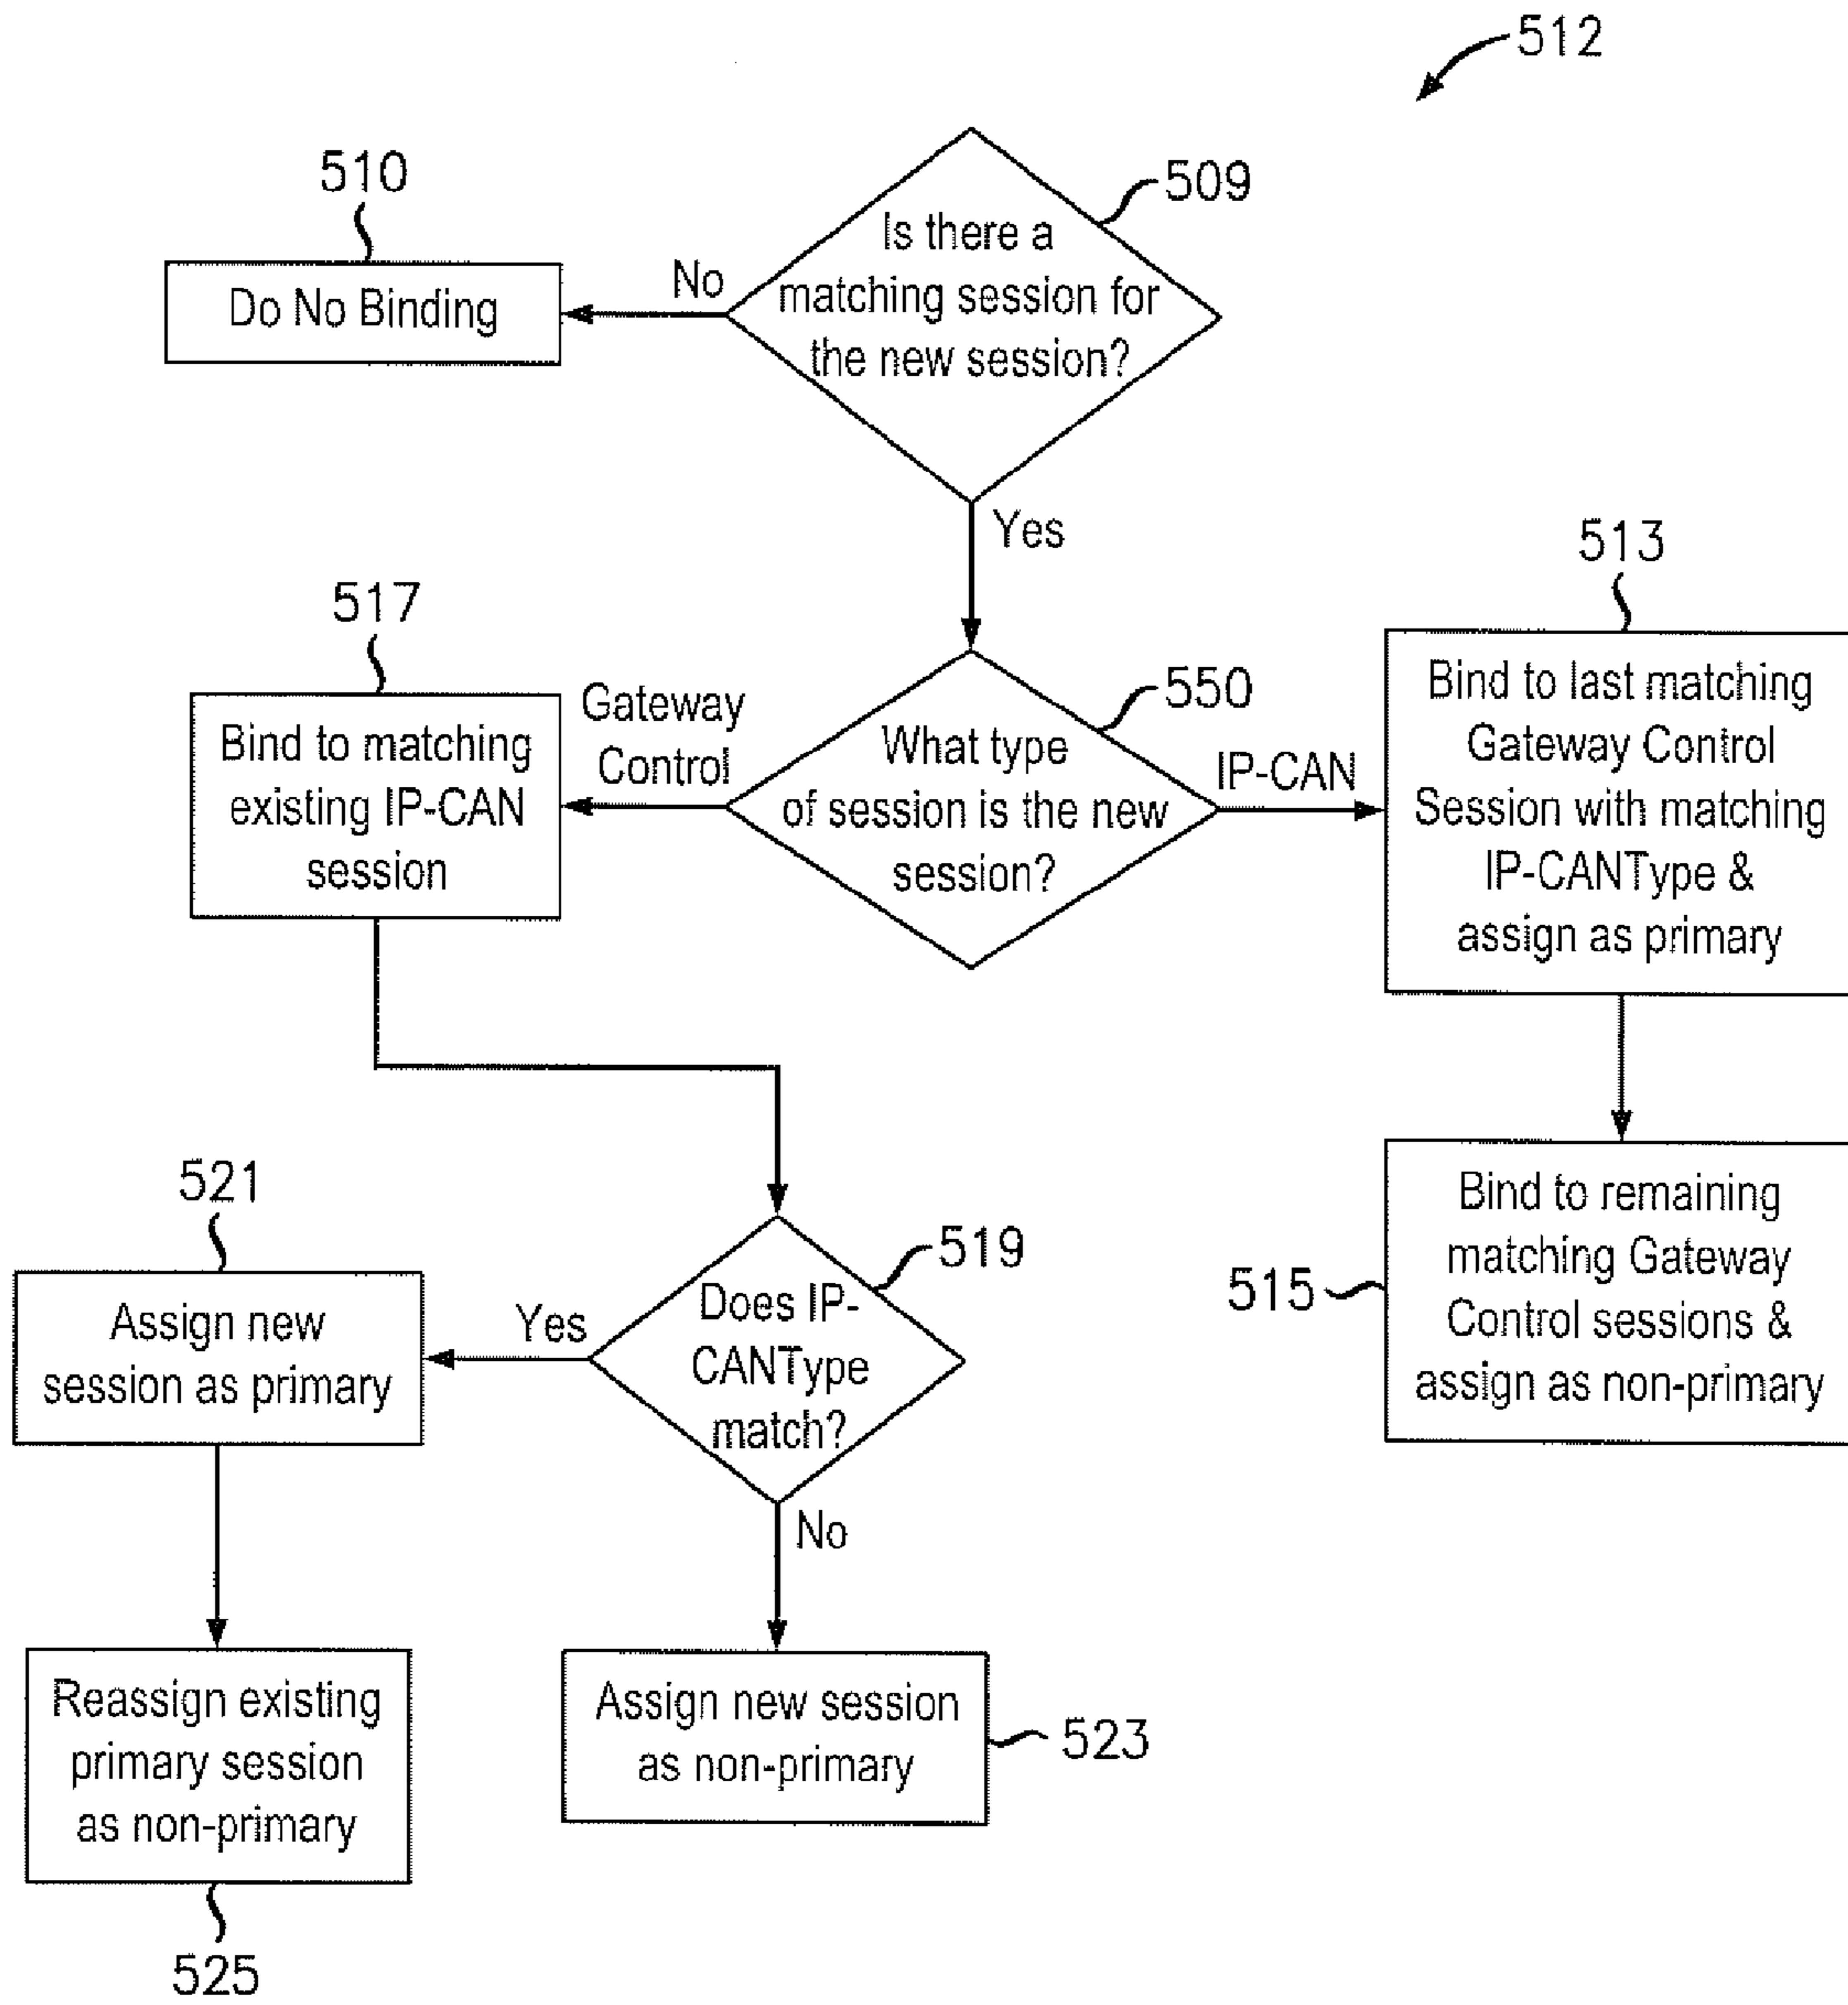 512
509
Is there a
matching session for
the new session?
510
Do No Binding
No
Yes
550
What type
of session is the new
session?
Gateway
Control
IP-CAN
517
Bind to matching
existing IP-CAN
session
513
Bind to last matching
Gateway Control
Session with matching
IP-CANType &
assign as primary
515
Bind to remaining
matching Gateway
Control sessions &
assign as non-primary
519
Does IP-
CANType
match?
Yes
No
521
Assign new
session as primary
525
Reassign existing
primary session
as non-primary
523
Assign new session
as non-primary